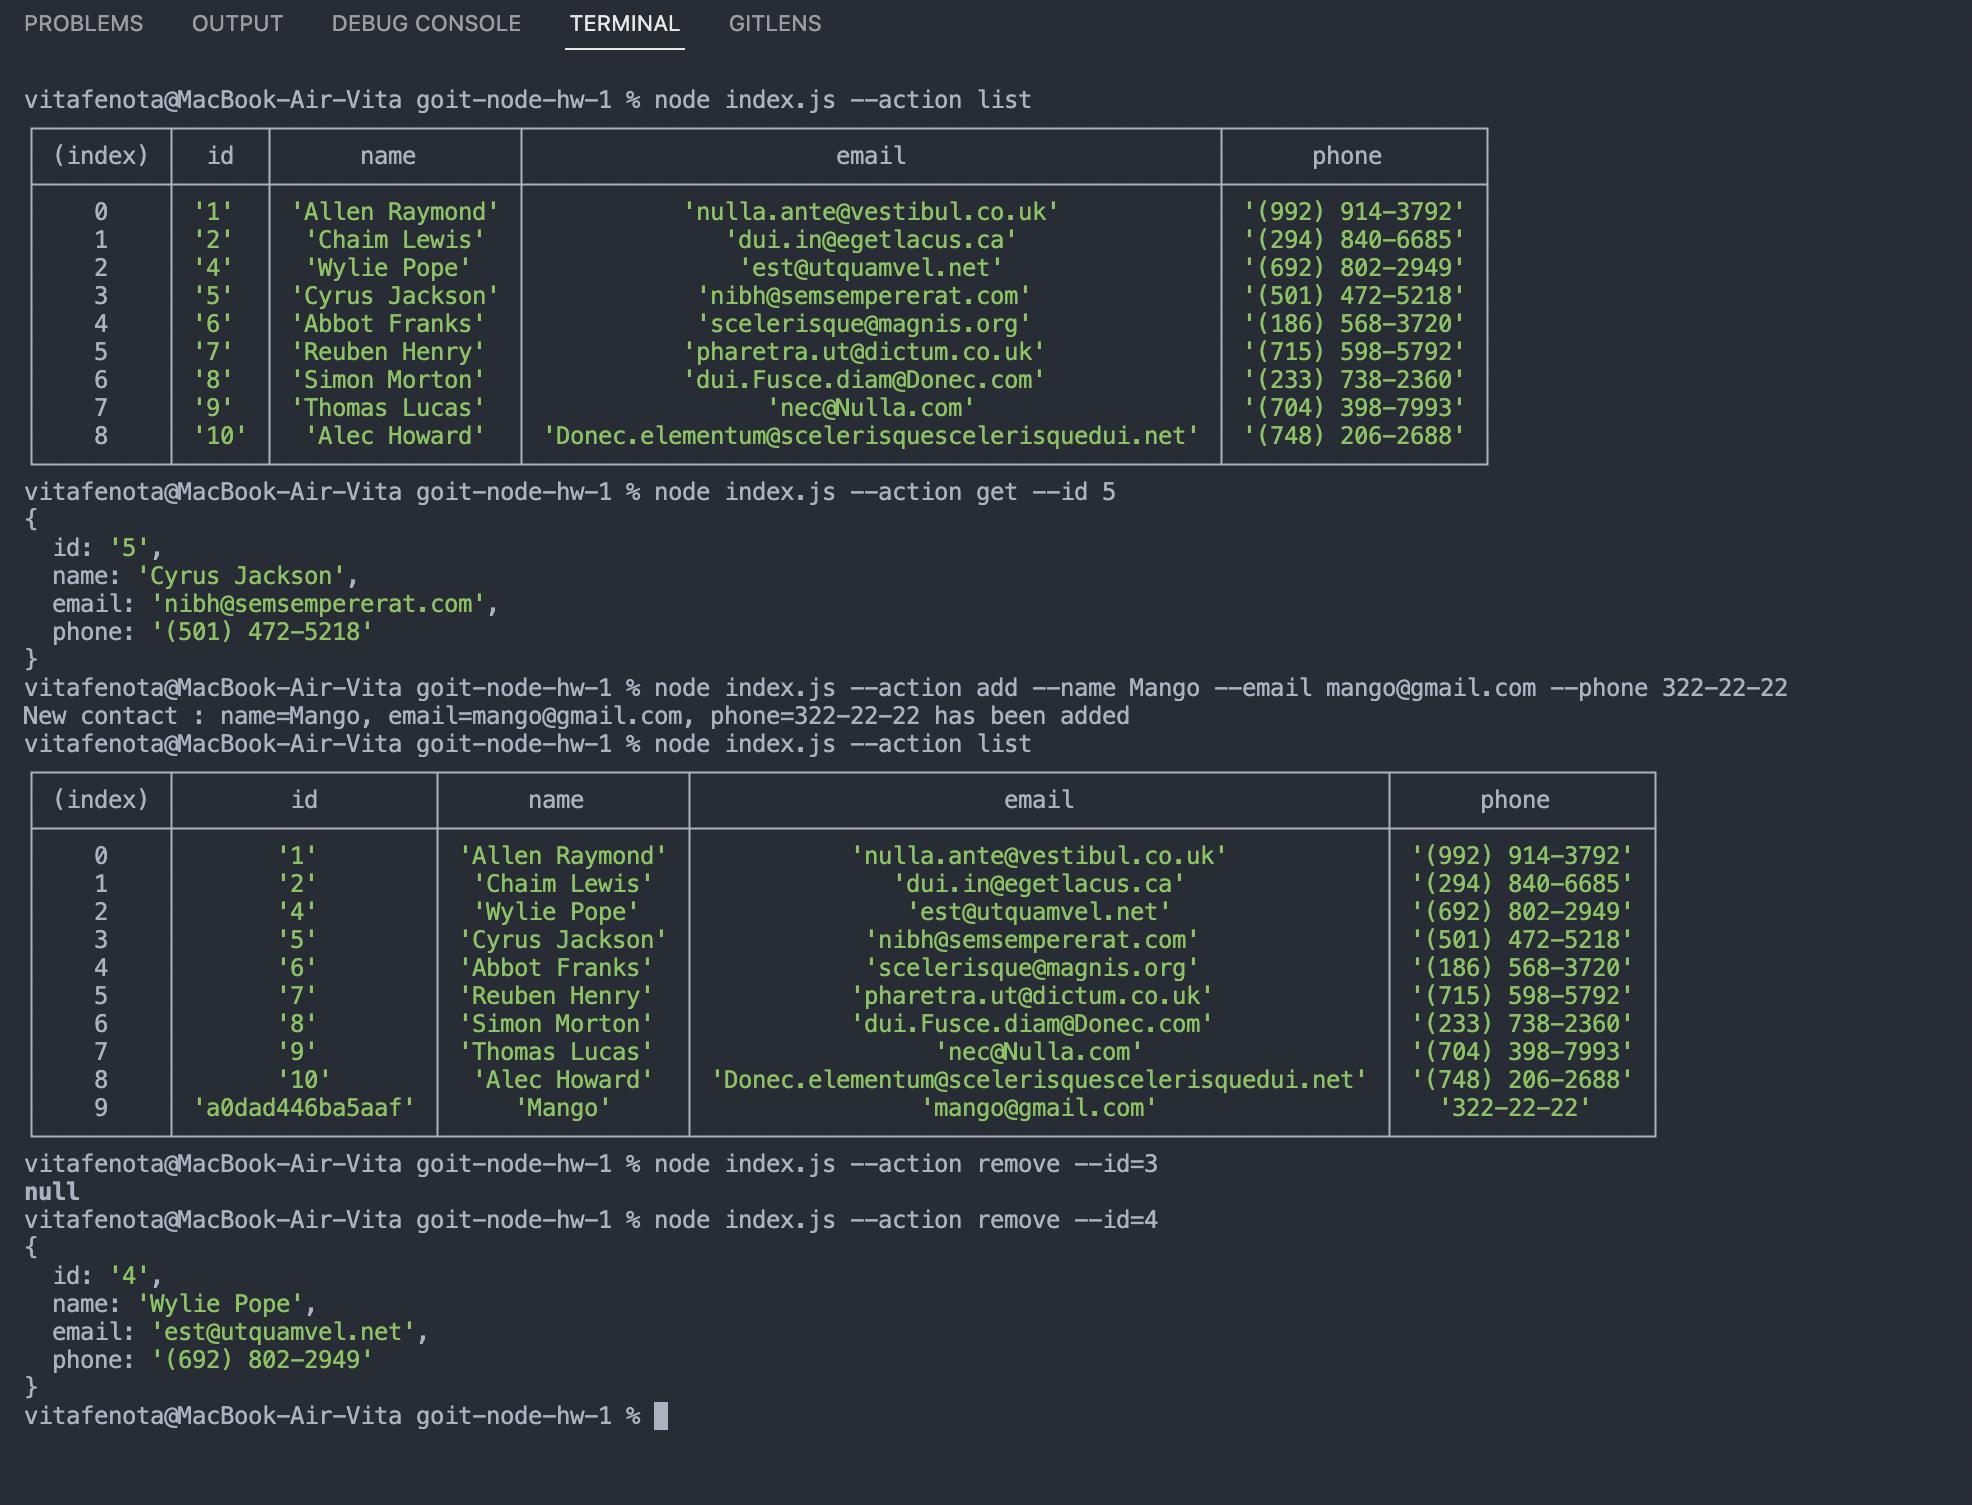 PROBLEMS OUTPUT DEBUG CONSOLE TERMINAL GITLENS
vitafenota@MacBook-Air-Vita goit-node-hw-1 % node index.js --action list
(index) id name email phone
0 '1' 'Allen Raymond' 'nulla.ante@vestibul.co.uk' '(992) 914-3792'
1 '2' 'Chaim Lewis' 'dui.in@egetlacus.ca' '(294) 840-6685'
2 '4' 'Wylie Pope' 'est@utquamvel.net' '(692) 802-2949'
3 '5' 'Cyrus Jackson' 'nibh@semsempererat.com' '(501) 472-5218'
4 '6' 'Abbot Franks' 'scelerisque@magnis.org' '(186) 568-3720'
5 '7' 'Reuben Henry' 'pharetra.ut@dictum.co.uk' '(715) 598-5792'
6 '8' 'Simon Morton' 'dui.Fusce.diam@Donec.com' '(233) 738-2360'
7 '9' 'Thomas Lucas' 'nec@Nulla.com' '(704) 398-7993'
8 '10' 'Alec Howard' 'Donec.elementum@scelerisquescelerisquedui.net' '(748) 206-2688'
vitafenota@MacBook-Air-Vita goit-node-hw-1 % node index.js --action get --id 5
{
id: '5',
name: 'Cyrus Jackson',
email: 'nibh@semsempererat.com',
phone: '(501) 472-5218'
}
vitafenota@MacBook-Air-Vita goit-node-hw-1 % node index.js --action add --name Mango --email mango@gmail.com --phone 322-22-22
New contact : name=Mango, email=mango@gmail.com, phone=322-22-22 has been added
vitafenota@MacBook-Air-Vita goit-node-hw-1 % node index.js --action list
(index) id name email phone
0 '1' 'Allen Raymond' 'nulla.ante@vestibul.co.uk' '(992) 914-3792'
1 '2' 'Chaim Lewis' 'dui.in@egetlacus.ca' '(294) 840-6685'
2 '4' 'Wylie Pope' 'est@utquamvel.net' '(692) 802-2949'
3 '5' 'Cyrus Jackson' 'nibh@semsempererat.com' '(501) 472-5218'
4 '6' 'Abbot Franks' 'scelerisque@magnis.org' '(186) 568-3720'
5 '7' 'Reuben Henry' 'pharetra.ut@dictum.co.uk' '(715) 598-5792'
6 '8' 'Simon Morton' 'dui.Fusce.diam@Donec.com' '(233) 738-2360'
7 '9' 'Thomas Lucas' 'nec@Nulla.com' '(704) 398-7993'
8 '10' 'Alec Howard' 'Donec.elementum@scelerisquescelerisquedui.net' '(748) 206-2688'
9 'a0dad446ba5aaf' 'Mango' 'mango@gmail.com' '322-22-22'
vitafenota@MacBook-Air-Vita goit-node-hw-1 % node index.js --action remove --id=3
null
vitafenota@MacBook-Air-Vita goit-node-hw-1 % node index.js --action remove --id=4
{
id: '4',
name: 'Wylie Pope',
email: 'est@utquamvel.net',
phone: '(692) 802-2949'
}
vitafenota@MacBook-Air-Vita goit-node-hw-1 %